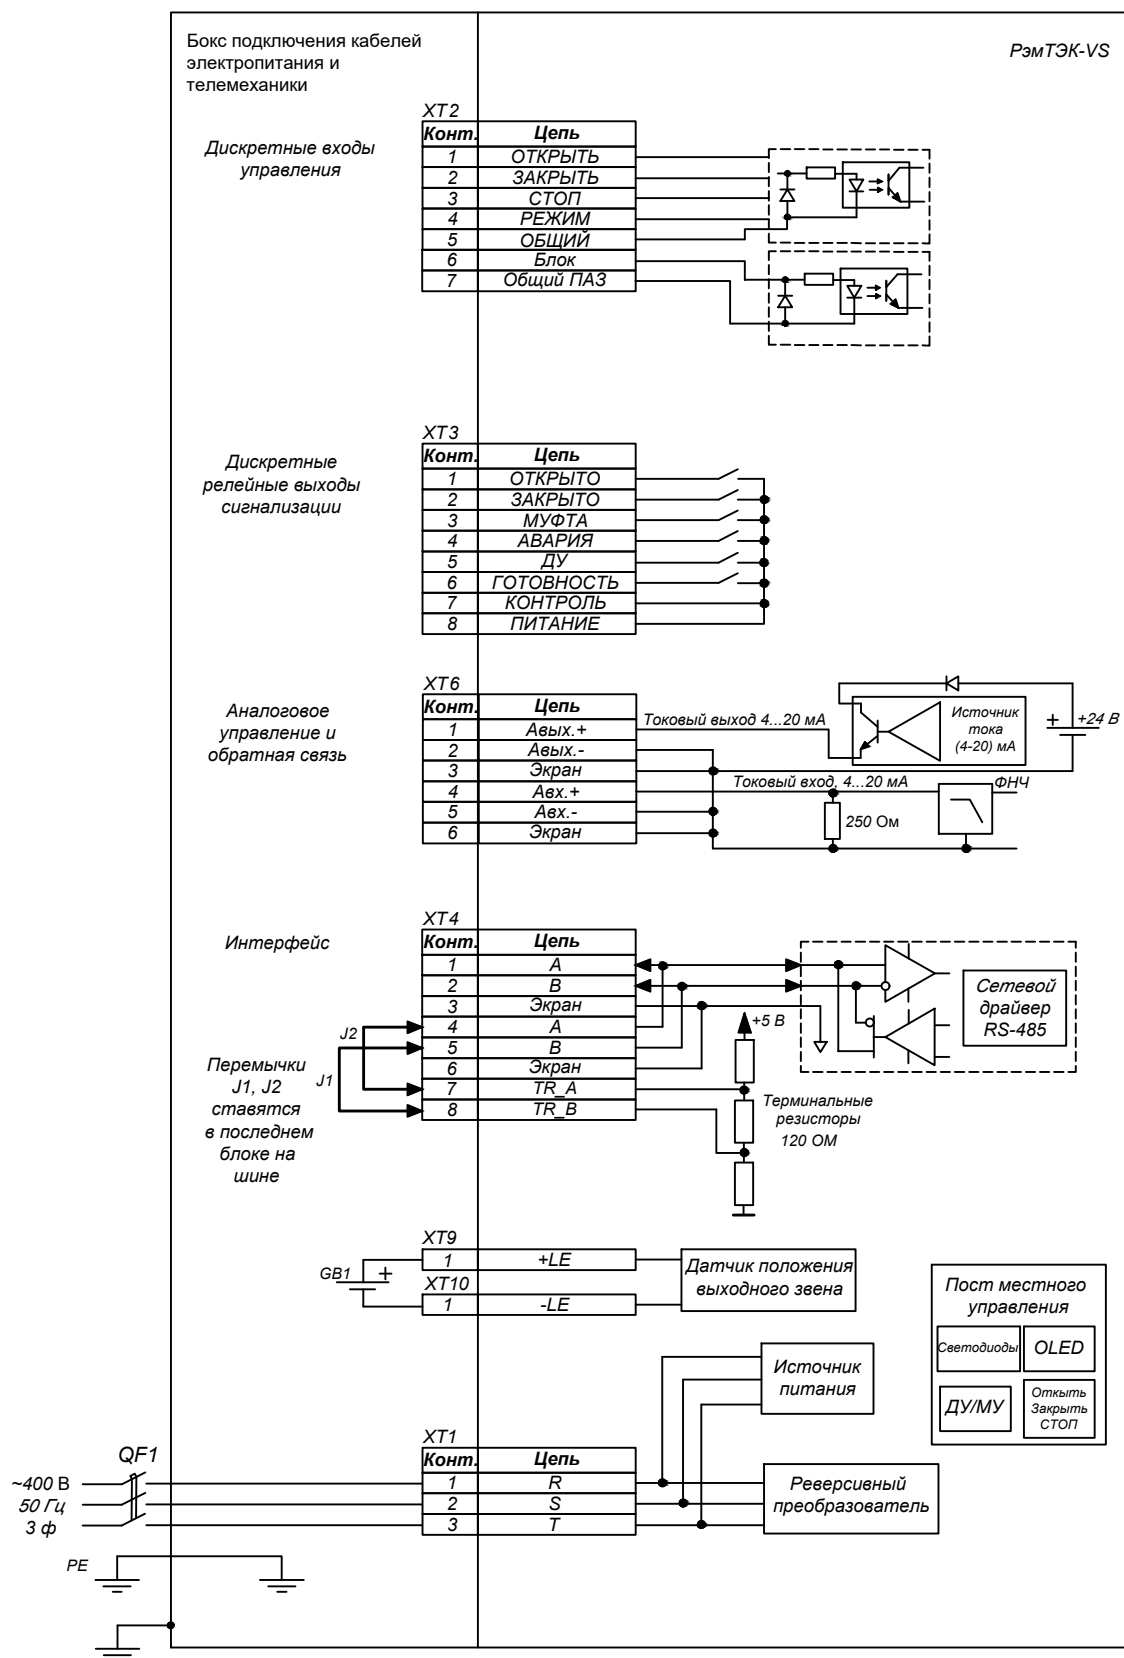 Бокс подключения кабелей
электропитания и
телемеханики
РэмТЭК-VS
Дискретные входы
управления
XT2
Конт. Цепь
1 ОТКРЫТЬ
2 ЗАКРЫТЬ
3 СТОП
4 РЕЖИМ
5 ОБЩИЙ
6 Блок
7 Общий ПАЗ
Дискретные
релейные выходы
сигнализации
XT3
Конт. Цепь
1 ОТКРЫТО
2 ЗАКРЫТО
3 МУФТА
4 АВАРИЯ
5 ДУ
6 ГОТОВНОСТЬ
7 КОНТРОЛЬ
8 ПИТАНИЕ
Аналоговое
управление и
обратная связь
XT6
Конт. Цепь
1 Авых.+
2 Авых.-
3 Экран
4 Авх.+
5 Авх.-
6 Экран
Токовый выход 4...20 мА
Источник
тока
(4-20) мА
+
+24 В
Токовый вход, 4...20 мА
ФНЧ
250 Ом
Интерфейс
XT4
Конт. Цепь
1 A
2 B
3 Экран
4 A
5 B
6 Экран
7 TR_A
8 TR_B
J2
J1
Перемычки
J1, J2
ставятся
в последнем
блоке на
шине
+5 В
Терминальные
резисторы
120 ОМ
Сетевой
драйвер
RS-485
XT9
1 +LE
XT10
1 -LE
GB1
+
Датчик положения
выходного звена
Пост местного
управления
Светодиоды
OLED
ДУ/МУ
Откыть
Закрыть
СТОП
Источник
питания
QF1
~400 В
50 Гц
3 ф
XT1
Конт. Цепь
1 R
2 S
3 T
Реверсивный
преобразователь
PE